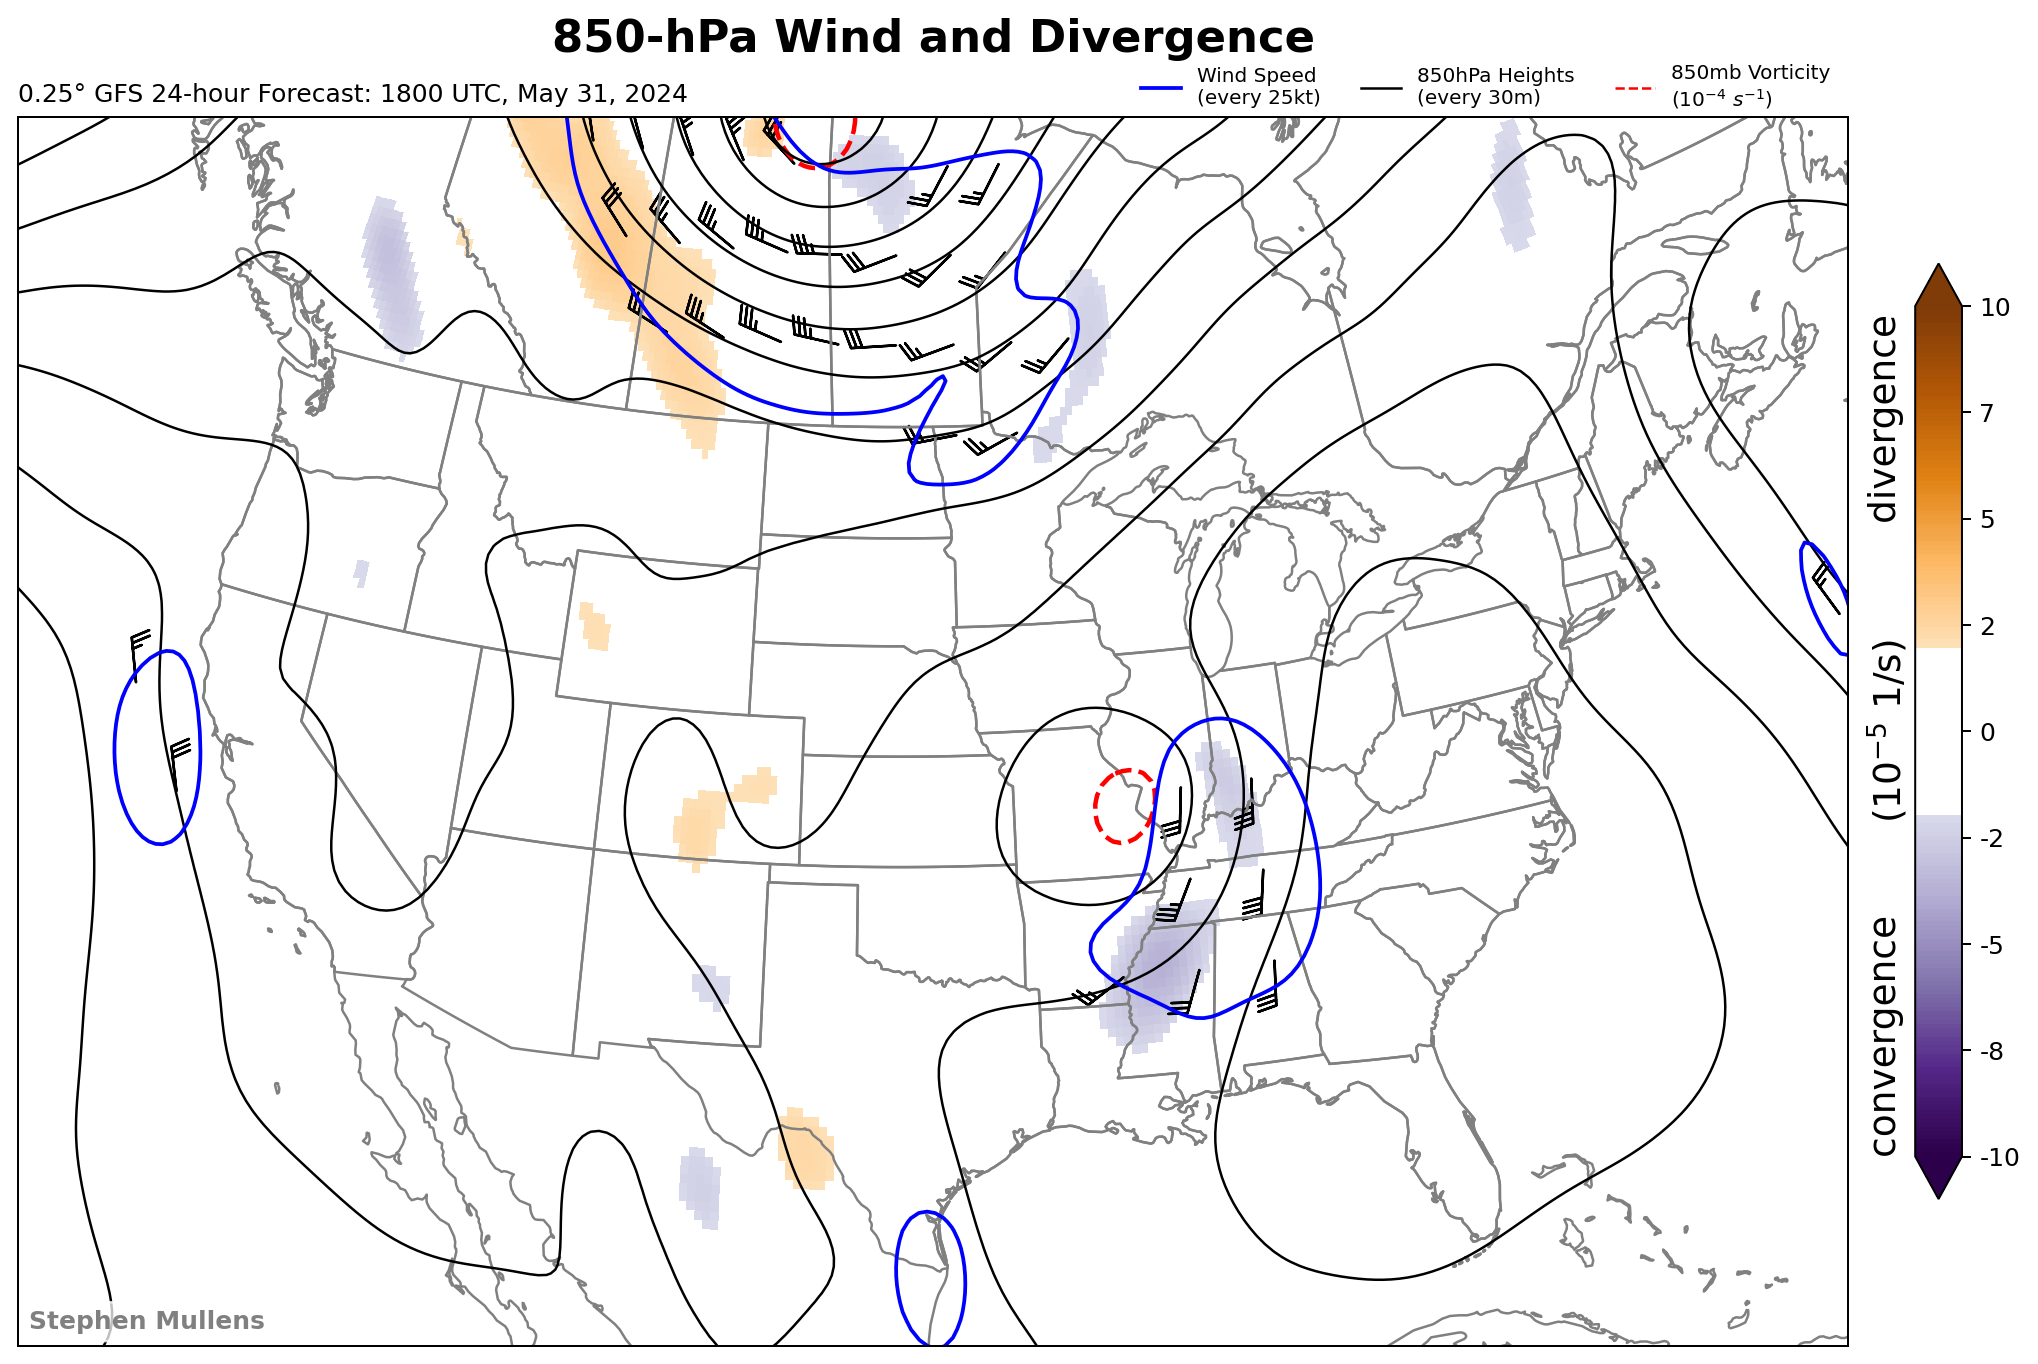 850-hPa Wind and Divergence
0.25° GFS 24-hour Forecast: 1800 UTC, May 31, 2024
Wind Speed
(every 25kt)
850hPa Heights
(every 30m)
850mb Vorticity
(10⁻⁴ s⁻¹)
10
7
5
2
0
-2
-5
-8
-10
convergence (10⁻⁵ 1/s) divergence
Stephen Mullens